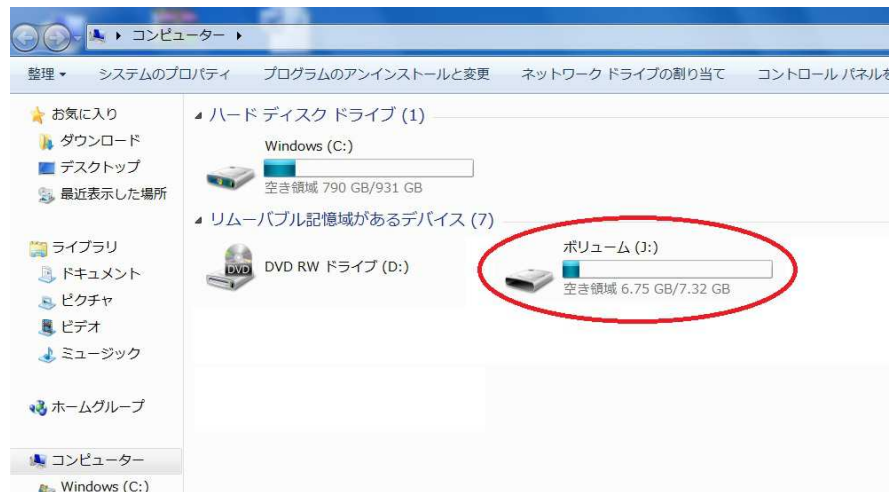 コンピューター
整理
システムのプロパティ
プログラムのアンインストールと変更
ネットワーク ドライブの割り当て
コントロール パネルを
お気に入り
ダウンロード
デスクトップ
最近表示した場所
ライブラリ
ドキュメント
ピクチャ
ビデオ
ミュージック
ホームグループ
コンピューター
Windows (C:)
ハード ディスク ドライブ (1)
Windows (C:)
空き領域 790 GB/931 GB
リムーバブル記憶域があるデバイス (7)
DVD
DVD RW ドライブ (D:)
ボリューム (J:)
空き領域 6.75 GB/7.32 GB